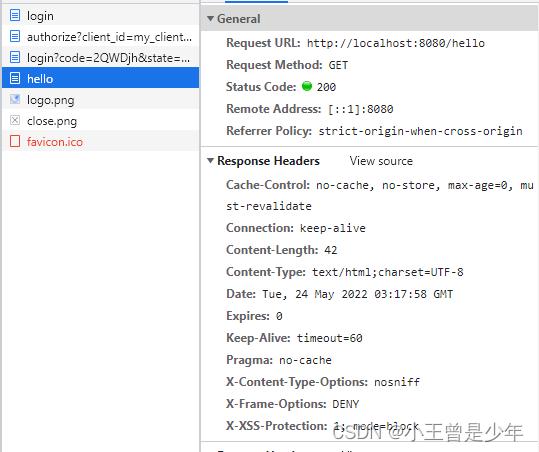 login
authorize?client_id=my_client...
login?code=2QWDjh&state=...
hello
logo.png
close.png
favicon.ico
General
Request URL: http://localhost:8080/hello
Request Method: GET
Status Code: 200
Remote Address: [::1]:8080
Referrer Policy: strict-origin-when-cross-origin
Response Headers View source
Cache-Control: no-cache, no-store, max-age=0, mu
st-revalidate
Connection: keep-alive
Content-Length: 42
Content-Type: text/html;charset=UTF-8
Date: Tue, 24 May 2022 03:17:58 GMT
Expires: 0
Keep-Alive: timeout=60
Pragma: no-cache
X-Content-Type-Options: nosniff
X-Frame-Options: DENY
X-XSS-Protection: 1; mode=block
CSDN @小王曾是少年